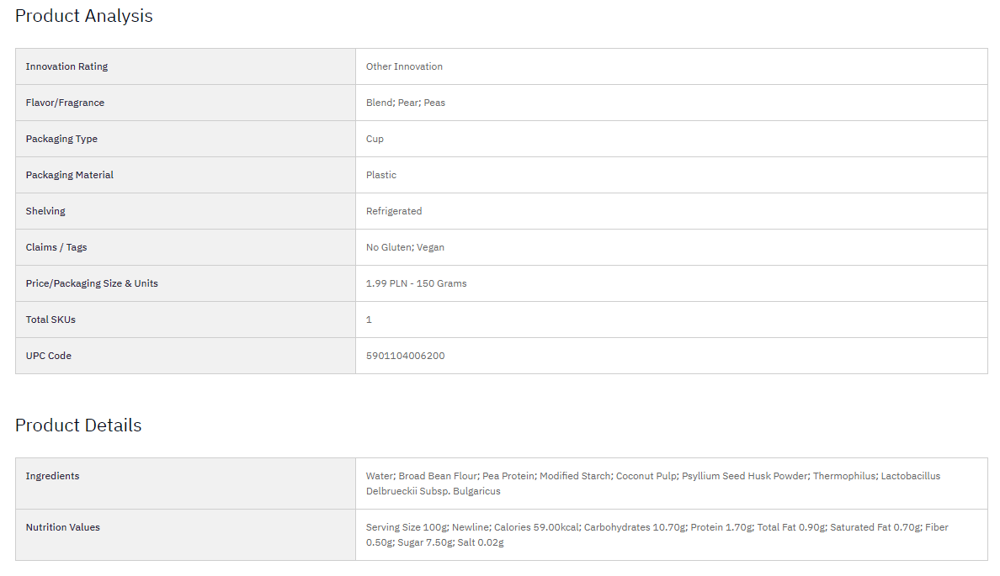 Product Analysis
Innovation Rating
Other Innovation
Flavor/Fragrance
Blend; Pear; Peas
Packaging Type
Cup
Packaging Material
Plastic
Shelving
Refrigerated
Claims / Tags
No Gluten; Vegan
Price/Packaging Size & Units
1.99 PLN - 150 Grams
Total SKUs
1
UPC Code
5901104006200
Product Details
Ingredients
Water; Broad Bean Flour; Pea Protein; Modified Starch; Coconut Pulp; Psyllium Seed Husk Powder; Thermophilus; Lactobacillus
Delbrueckii Subsp. Bulgaricus
Nutrition Values
Serving Size 100g; Newline; Calories 59.00kcal; Carbohydrates 10.70g; Protein 1.70g; Total Fat 0.90g; Saturated Fat 0.70g; Fiber
0.50g; Sugar 7.50g; Salt 0.02g